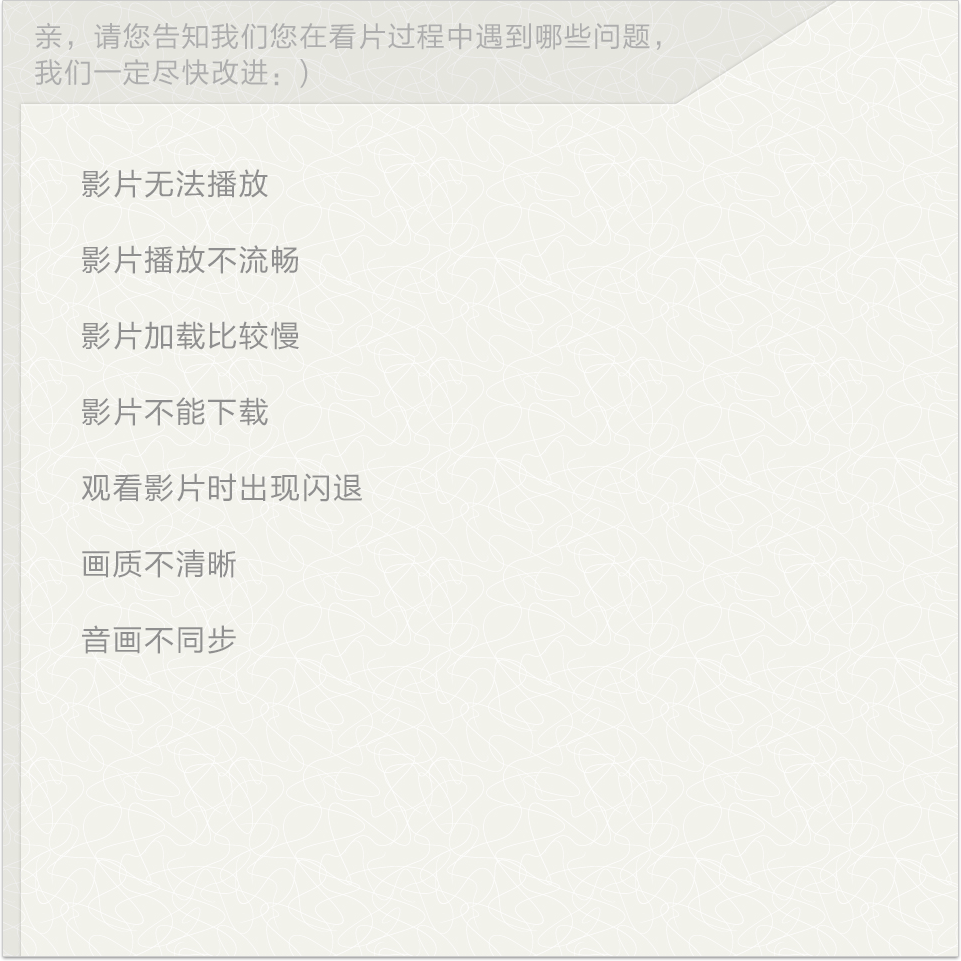 亲，请您告知我们您在看片过程中遇到哪些问题，
我们一定尽快改进：)
影片无法播放
影片播放不流畅
影片加载比较慢
影片不能下载
观看影片时出现闪退
画质不清晰
音画不同步